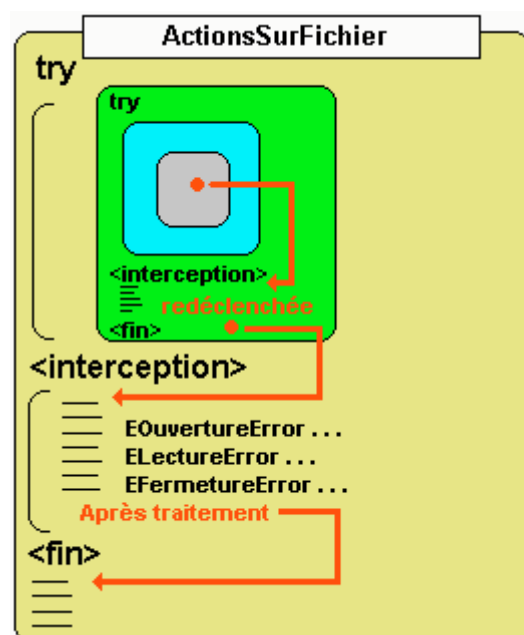 ActionsSurFichier
try
try
<interception>
redéclenchée
<fin>
<interception>
EOuvertureError . . .
ELectureError . . .
EFermetureError . . .
Après traitement
<fin>